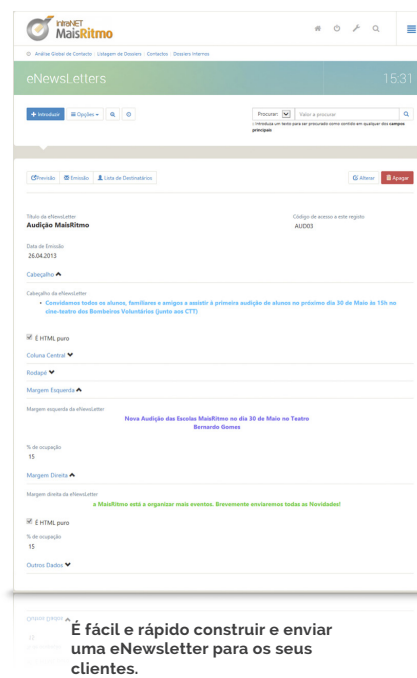 intraNET
MaisRitmo
Análise Global de Contacto Listagem de Dossiers Contactos Dossiers Internos
eNewsLetters 15:31
Introduzir Opções
Procurar: Valor a procurar
Introduza um texto para ser procurado como contido em qualquer dos campos
principais
Previsão Emissão Lista de Destinatários Alterar Apagar
Título da eNewsLetter Código de acesso a este registo
Audição MaisRitmo AUD03
Data de Emissão
26.04.2013
Cabeçalho
Cabeçalho da eNewsLetter
• Convidamos todos os alunos, familiares e amigos a assistir à primeira audição de alunos no próximo dia 30 de Maio às 15h no
cine-teatro dos Bombeiros Voluntários (junto aos CTT)
É HTML puro
Coluna Central
Rodapé
Margem Esquerda
Margem esquerda da eNewsLetter
Nova Audição das Escolas MaisRitmo no dia 30 de Maio no Teatro
Bernardo Gomes
% de ocupação
15
Margem Direita
Margem direita da eNewsLetter
a MaisRitmo está a organizar mais eventos. Brevemente enviaremos todas as Novidades!
É HTML puro
% de ocupação
15
Outros Dados
É fácil e rápido construir e enviar
uma eNewsletter para os seus
clientes.